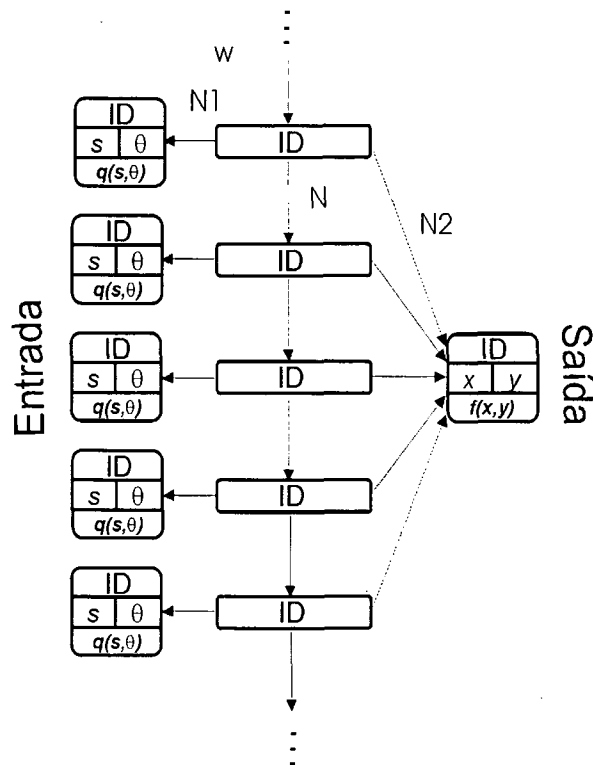 w
N1
ID
s θ
q(s,θ)
ID
N
N2
ID
s θ
q(s,θ)
ID
Entrada
ID
s θ
q(s,θ)
ID
ID
x y
f(x,y)
Saída
ID
s θ
q(s,θ)
ID
ID
s θ
q(s,θ)
ID